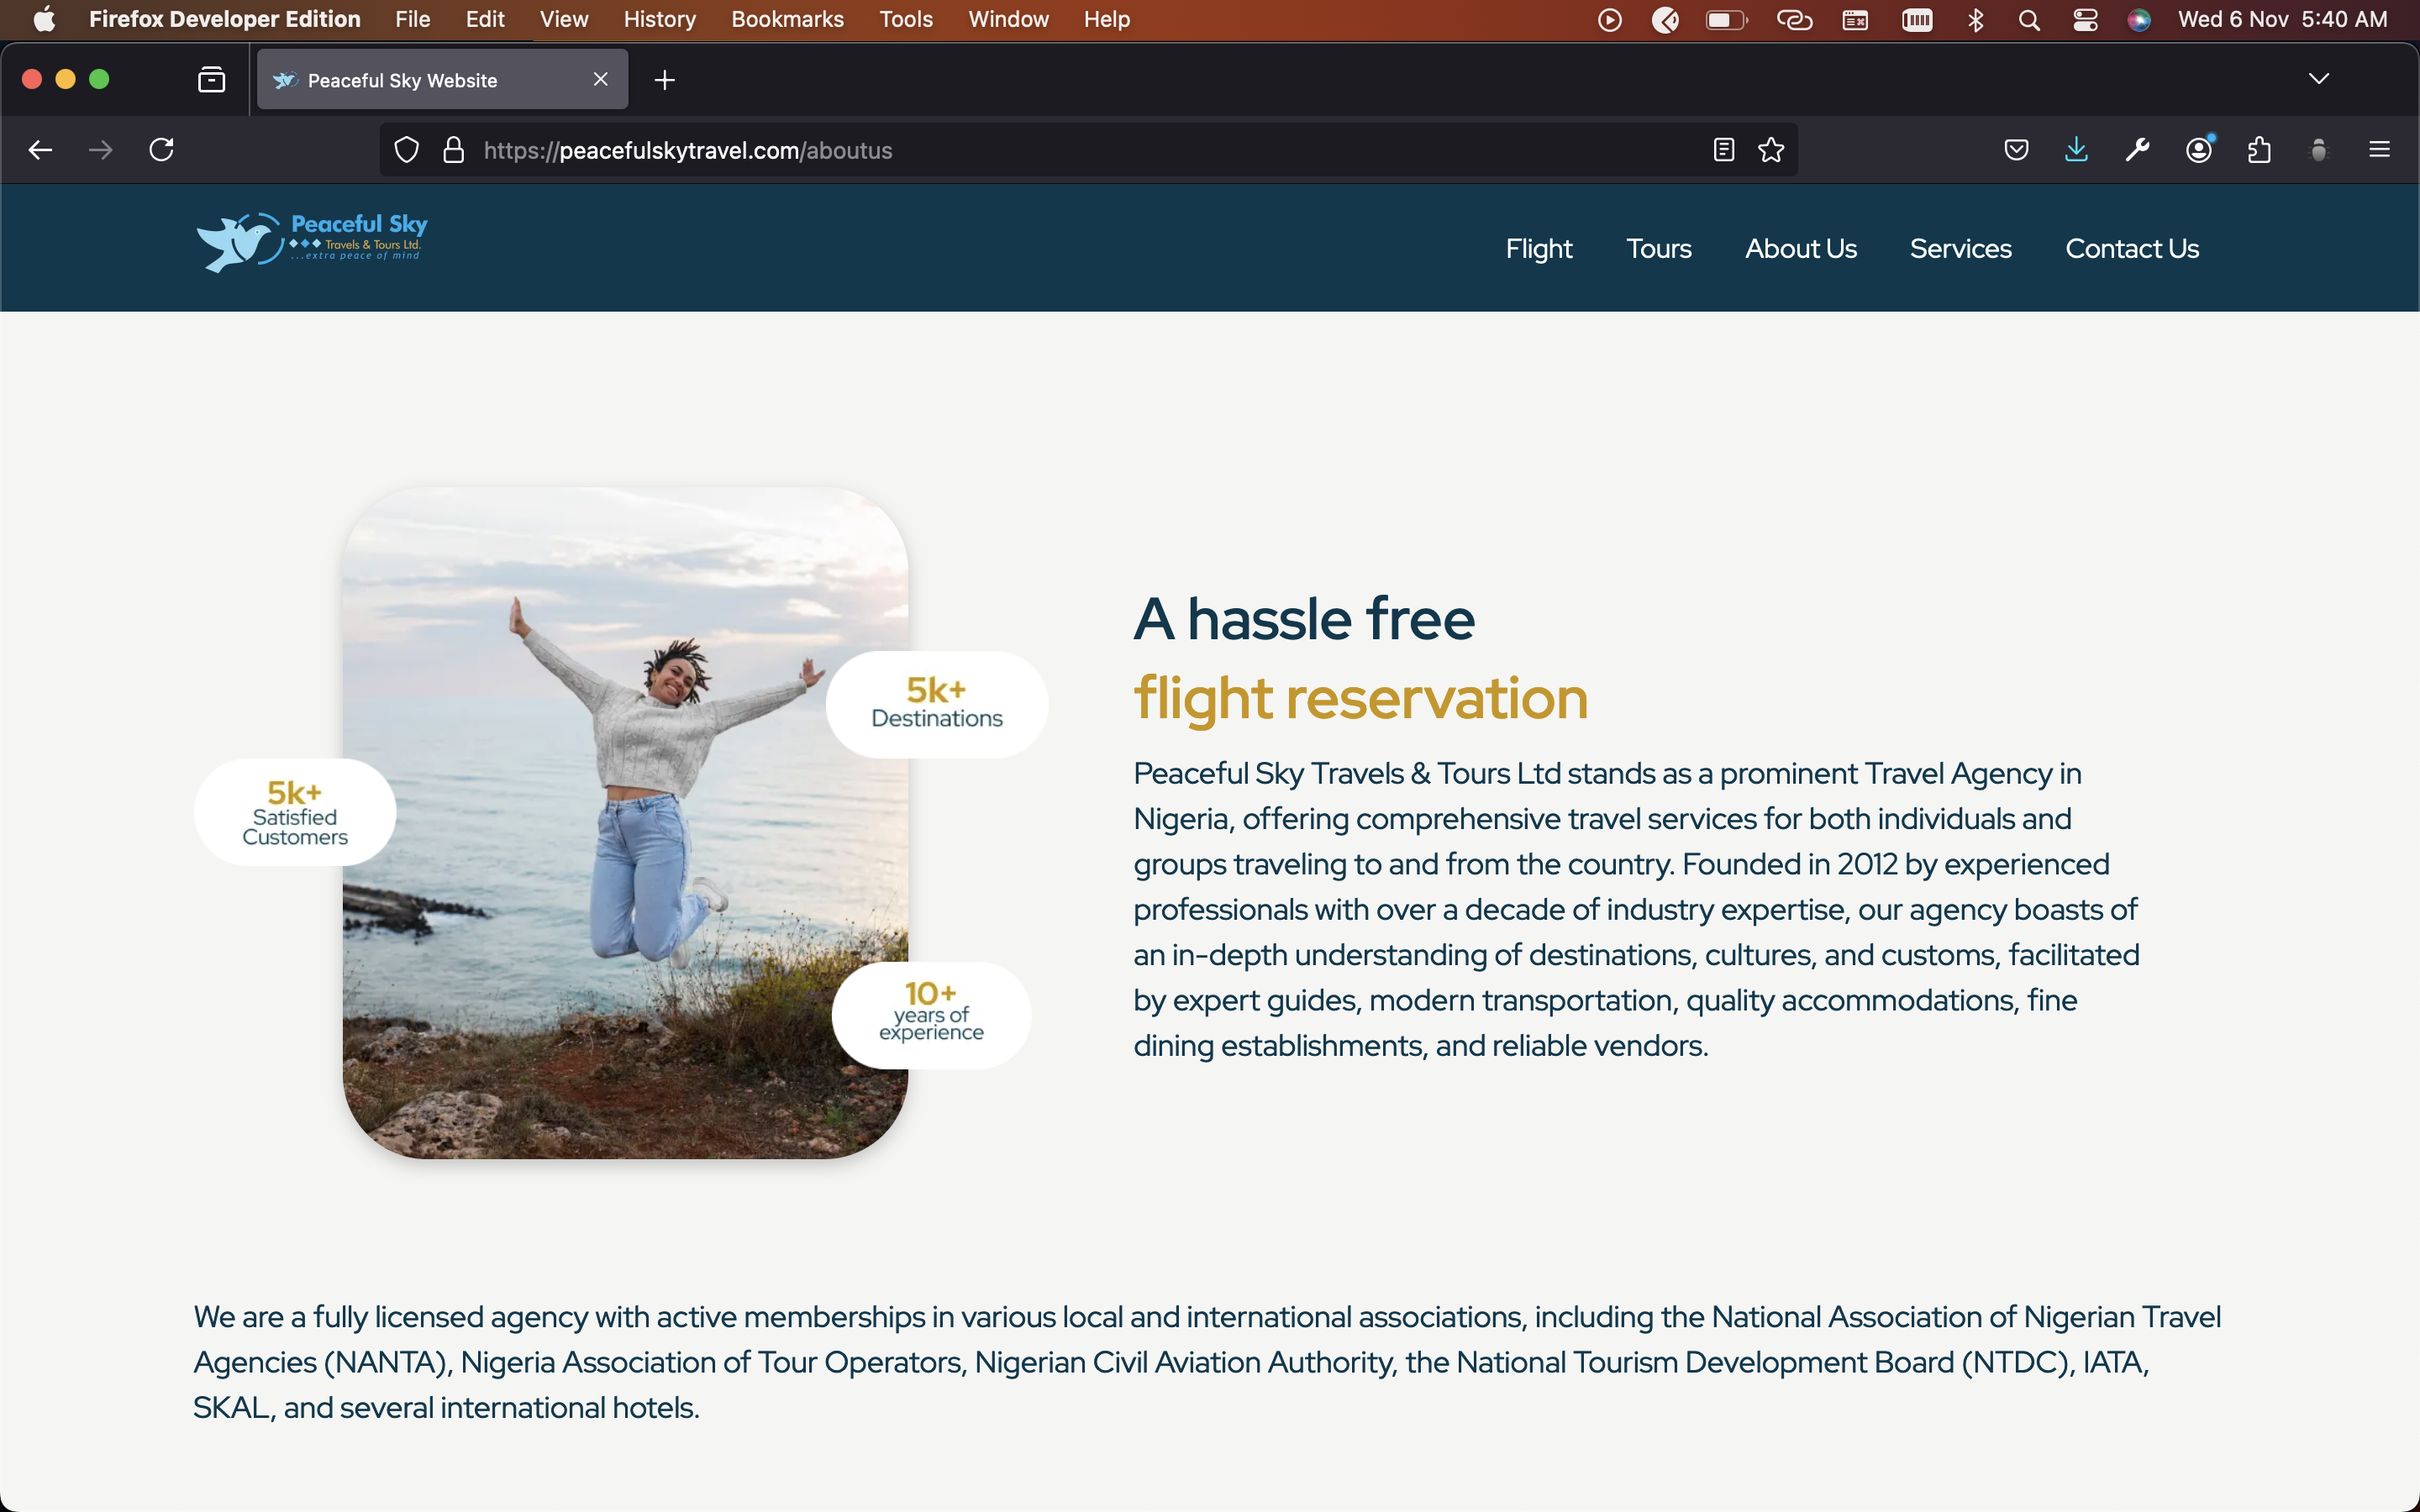 Firefox Developer Edition File Edit View History Bookmarks Tools Window Help Wed 6 Nov 5:40 AM
Peaceful Sky Website
https://peacefulskytravel.com/aboutus
Peaceful Sky
Travels & Tours Ltd.
...extra peace of mind
Flight Tours About Us Services Contact Us
5k+
Destinations
5k+
Satisfied
Customers
10+
years of
experience
A hassle free
flight reservation
Peaceful Sky Travels & Tours Ltd stands as a prominent Travel Agency in
Nigeria, offering comprehensive travel services for both individuals and
groups traveling to and from the country. Founded in 2012 by experienced
professionals with over a decade of industry expertise, our agency boasts of
an in-depth understanding of destinations, cultures, and customs, facilitated
by expert guides, modern transportation, quality accommodations, fine
dining establishments, and reliable vendors.
We are a fully licensed agency with active memberships in various local and international associations, including the National Association of Nigerian Travel
Agencies (NANTA), Nigeria Association of Tour Operators, Nigerian Civil Aviation Authority, the National Tourism Development Board (NTDC), IATA,
SKAL, and several international hotels.